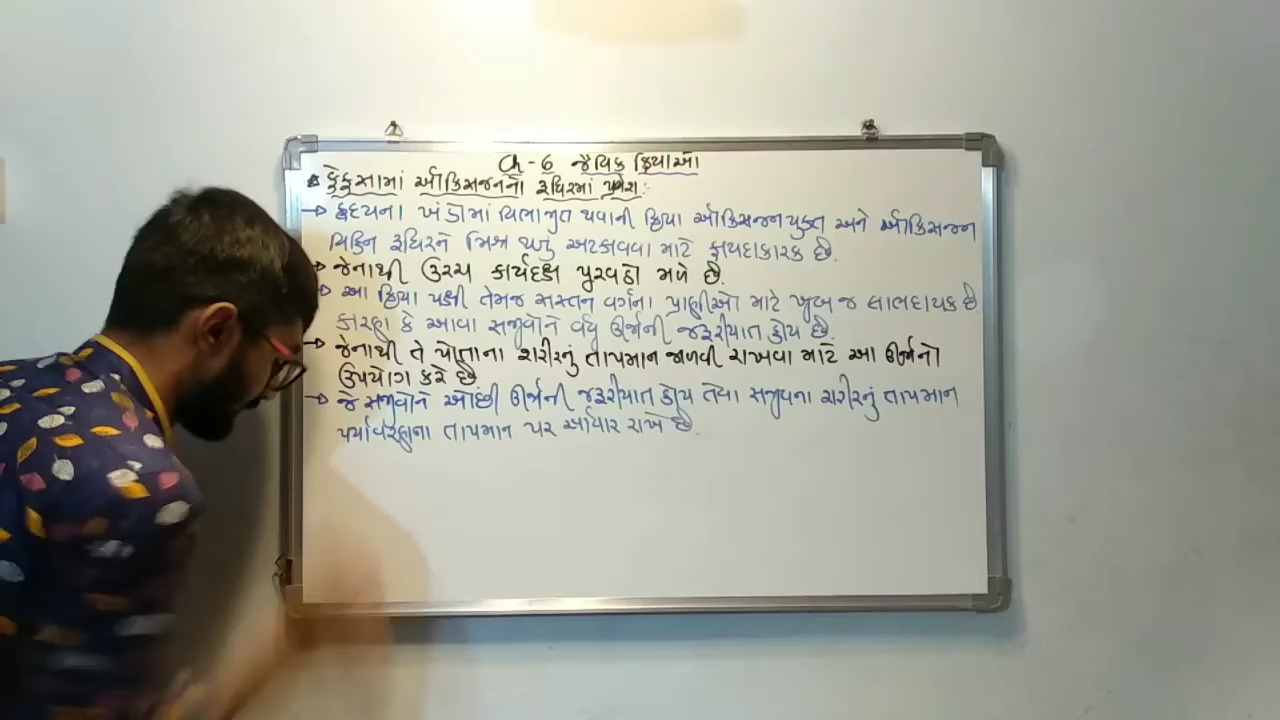 Ch - 6 જૈવિક ક્રિયાઓ
* ફેફસામાં ઓકિસજનનો રૂધિરમાં પ્રવેશ :
→ હૃદયના ખંડોમાં વિભાજીત થવાની ક્રિયા ઓકિસજનયુક્ત અને ઓકિસજન
વિહિન રૂધિરને મિશ્ર થતું અટકાવવા માટે ફાયદાકારક છે.
→ જેનાથી ઉચ્ચ કાર્યદક્ષ પુરવઠો મળે છે.
→ આ ક્રિયા પક્ષી તેમજ સસ્તન વર્ગના પ્રાણીઓ માટે ખુબ જ લાભદાયક છે
કારણ કે આવા સજીવોને વધુ ઊર્જાની જરૂરીયાત હોય છે.
→ જેનાથી તે પોતાના શરીરનું તાપમાન જાળવી રાખવા માટે આ ઊર્જાનો
ઉપયોગ કરે છે.
→ જે સજીવોને ઓછી ઊર્જાની જરૂરીયાત હોય તેવા સજીવના શરીરનું તાપમાન
પર્યાવરણના તાપમાન પર આધાર રાખે છે.